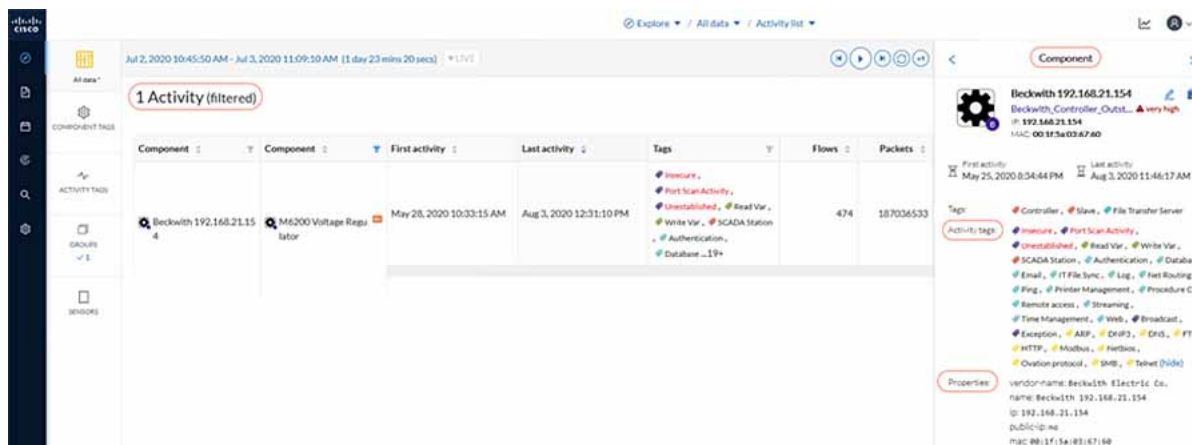 cisco
Explore / All data / Activity list
All data*
COMPONENT TAGS
ACTIVITY TAGS
GROUPS
✓ 1
SENSORS
Jul 2, 2020 10:45:50 AM - Jul 3, 2020 11:09:10 AM (1 day 23 mins 20 secs) LIVE
1 Activity (filtered)
Component Component First activity Last activity Tags Flows Packets
Beckwith 192.168.21.15
4
M6200 Voltage Regu
lator
May 28, 2020 10:33:15 AM
Aug 3, 2020 12:31:10 PM
Insecure,
Port Scan Activity,
Unestablished, Read Var,
Write Var, SCADA Station
, Authentication,
Database ...19+
474
187036533
Component
Beckwith 192.168.21.154
Beckwith_Controller_Outst... very high
IP: 192.168.21.154
MAC: 00:1f:5a:03:67:60
First activity
May 25, 2020 8:34:44 PM
Last activity
Aug 3, 2020 11:46:17 AM
Tags: Controller, Slave, File Transfer Server
Activity tags: Insecure, Port Scan Activity,
Unestablished, Read Var, Write Var,
SCADA Station, Authentication, Databa
Email, IT File Sync, Log, Net Routing
Ping, Printer Management, Procedure C
Remote access, Streaming,
Time Management, Web, Broadcast,
Exception, ARP, DNP3, DNS, FT
HTTP, Modbus, Netbios,
Ovation protocol, SMB, Telnet (hide)
Properties: vendor-name: Beckwith Electric Co.
name: Beckwith 192.168.21.154
ip: 192.168.21.154
public-ip: no
mac: 00:1f:5a:03:67:60